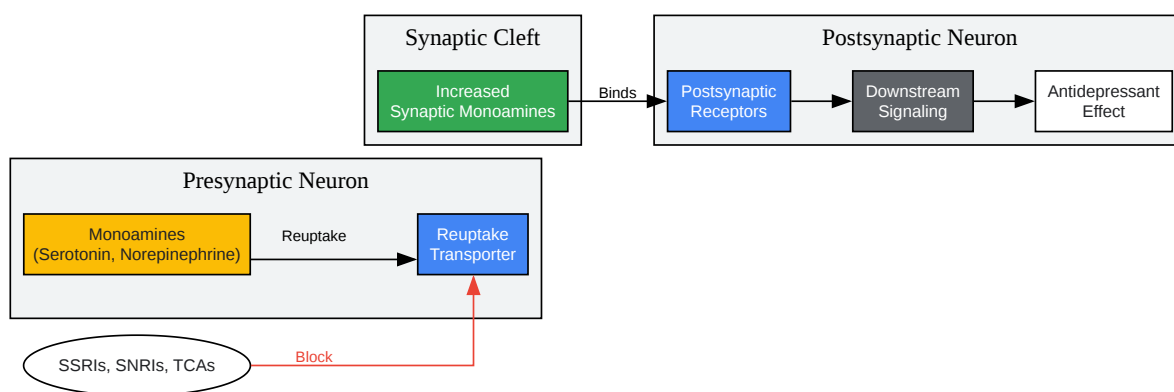 Synaptic Cleft
Increased
Synaptic Monoamines
Binds
Postsynaptic Neuron
Postsynaptic
Receptors
Downstream
Signaling
Antidepressant
Effect
Presynaptic Neuron
Monoamines
(Serotonin, Norepinephrine)
Reuptake
Reuptake
Transporter
SSRIs, SNRIs, TCAs
Block